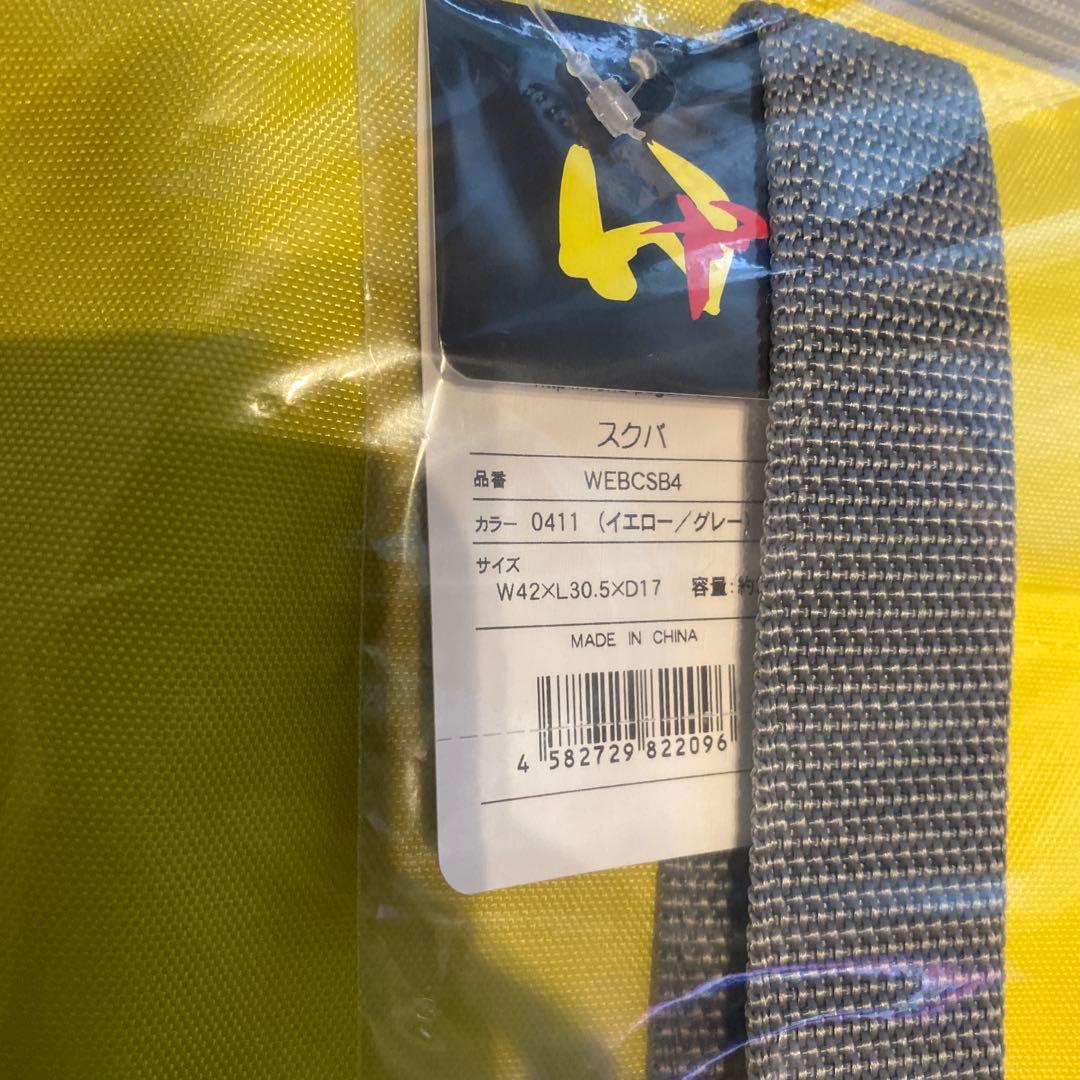 スクバ
品番 WEBCSB4
カラー 0411 (イエロー／グレー)
サイズ
W42×L30.5×D17 容量:約
MADE IN CHINA
4 582729 822096